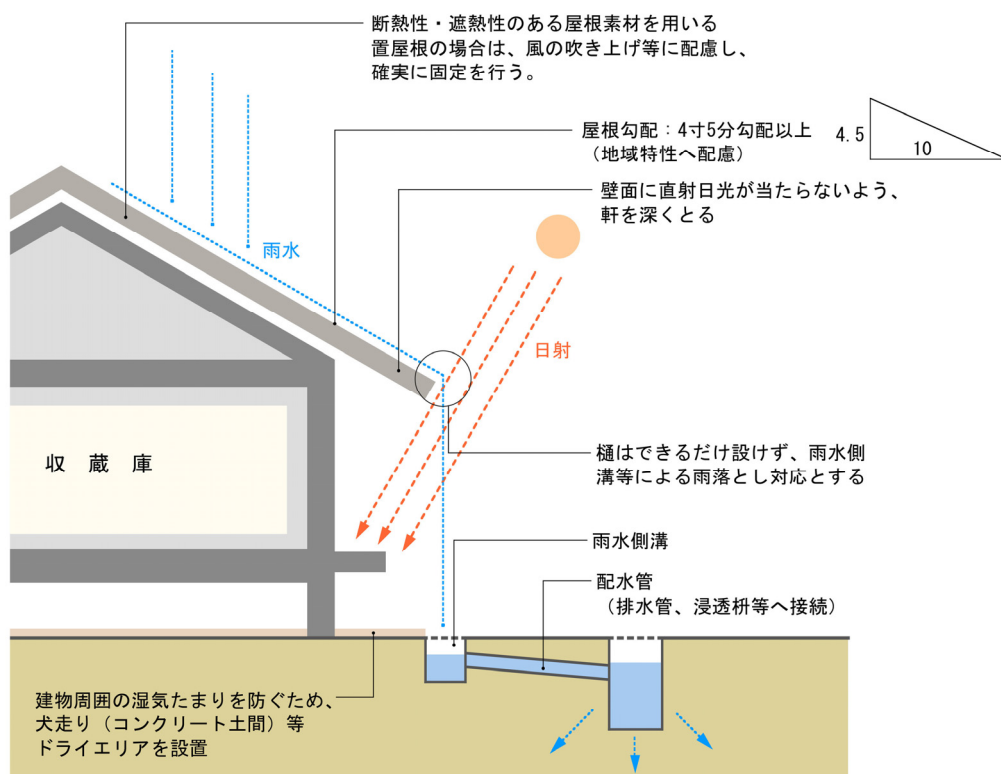 断熱性・遮熱性のある屋根素材を用いる
置屋根の場合は、風の吹き上げ等に配慮し、
確実に固定を行う。
屋根勾配：4寸5分勾配以上
（地域特性へ配慮）
4.5
10
壁面に直射日光が当たらないよう、
軒を深くとる
雨水
日射
収蔵庫
樋はできるだけ設けず、雨水側
溝等による雨落とし対応とする
雨水側溝
配水管
（排水管、浸透枡等へ接続）
建物周囲の湿気たまりを防ぐため、
犬走り（コンクリート土間）等
ドライエリアを設置